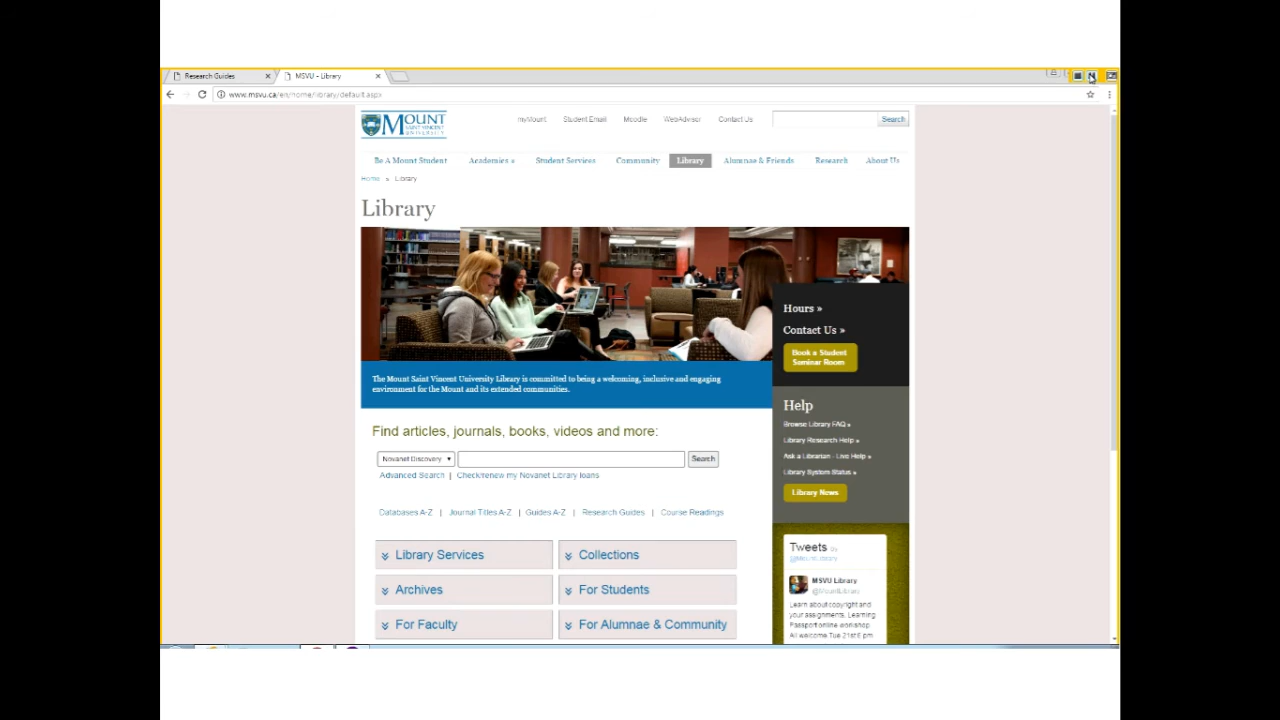 Research Guides
MSVU - Library
www.msvu.ca/en/home/library/default.aspx
MOUNT
SAINT VINCENT
UNIVERSITY
myMount Student Email Moodle WebAdvisor Contact Us
Search
Be A Mount Student Academics » Student Services Community Library Alumnae & Friends Research About Us
Home » Library
Library
Hours »
Contact Us »
Book a Student
Seminar Room
The Mount Saint Vincent University Library is committed to being a welcoming, inclusive and engaging
environment for the Mount and its extended communities.
Help
Browse Library FAQ »
Library Research Help »
Ask a Librarian - Live Help »
Library System Status »
Library News
Find articles, journals, books, videos and more:
Novanet Discovery
Search
Advanced Search | Check/renew my Novanet Library loans
Databases A-Z | Journal Titles A-Z | Guides A-Z | Research Guides | Course Readings
Library Services
Collections
Archives
For Students
For Faculty
For Alumnae & Community
Tweets by
@MountLibrary
MSVU Library
@MountLibrary
Learn about copyright and
your assignments. Learning
Passport online workshop.
All welcome Tue 21st 6 pm